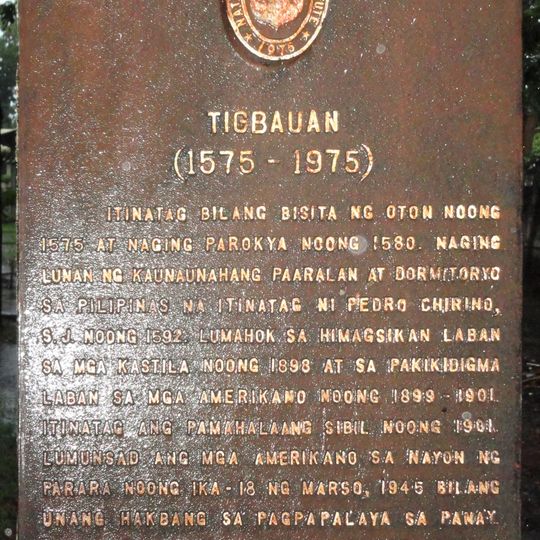 1975
TIGBAUAN
(1575 - 1975)
ITINATAG BILANG BISITA NG OTON NOONG
1575 AT NAGING PAROKYA NOONG 1580. NAGING
LUNAN NG KAUNAUNAHANG PAARALAN AT DORMITORYO
SA PILIPINAS NA ITINATAG NI PEDRO CHIRINO,
S.J. NOONG 1592. LUMAHOK SA HIMAGSIKAN LABAN
SA MGA KASTILA NOONG 1898 AT SA PAKIKIDIGMA
LABAN SA MGA AMERIKANO NOONG 1899 - 1901.
ITINATAG ANG PAMAHALAANG SIBIL NOONG 1901.
LUMUNSAD ANG MGA AMERIKANO SA NAYON NG
PARARA NOONG IKA-18 NG MARSO, 1945 BILANG
UNANG HAKBANG SA PAGPAPALAYA SA PANAY.